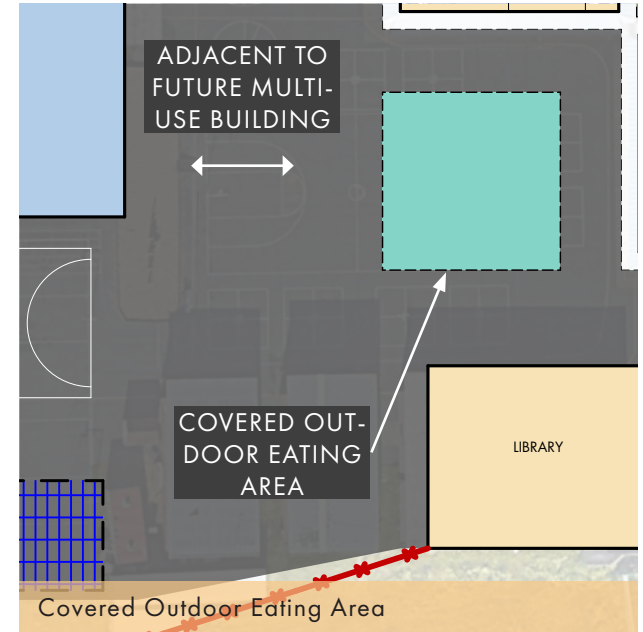 ADJACENT TO
FUTURE MULTI-
USE BUILDING
COVERED OUT-
DOOR EATING
AREA
LIBRARY
Covered Outdoor Eating Area